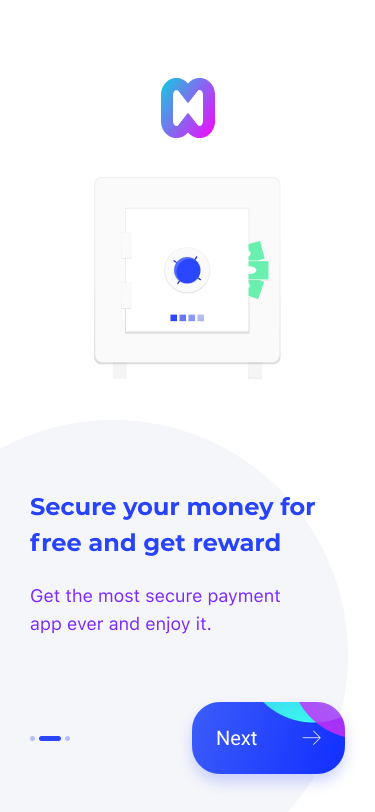 Secure your money for
free and get reward
Get the most secure payment
app ever and enjoy it.
Next